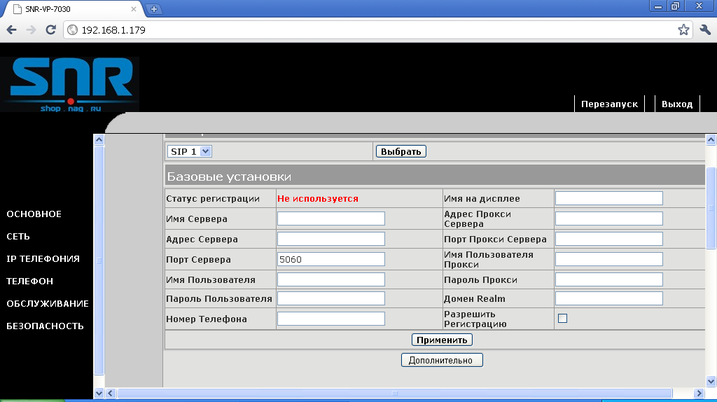 SNR-VP-7030
192.168.1.179
SNR
shop.nag.ru
Перезапуск
Выход
ОСНОВНОЕ
СЕТЬ
IP ТЕЛЕФОНИЯ
ТЕЛЕФОН
ОБСЛУЖИВАНИЕ
БЕЗОПАСНОСТЬ
SIP 1
Выбрать
Базовые установки
Статус регистрации
Не используется
Имя на дисплее
Имя Сервера
Адрес Прокси
Сервера
Адрес Сервера
Порт Прокси Сервера
Порт Сервера
5060
Имя Пользователя
Прокси
Имя Пользователя
Пароль Прокси
Пароль Пользователя
Домен Realm
Номер Телефона
Разрешить
Регистрацию
Применить
Дополнительно